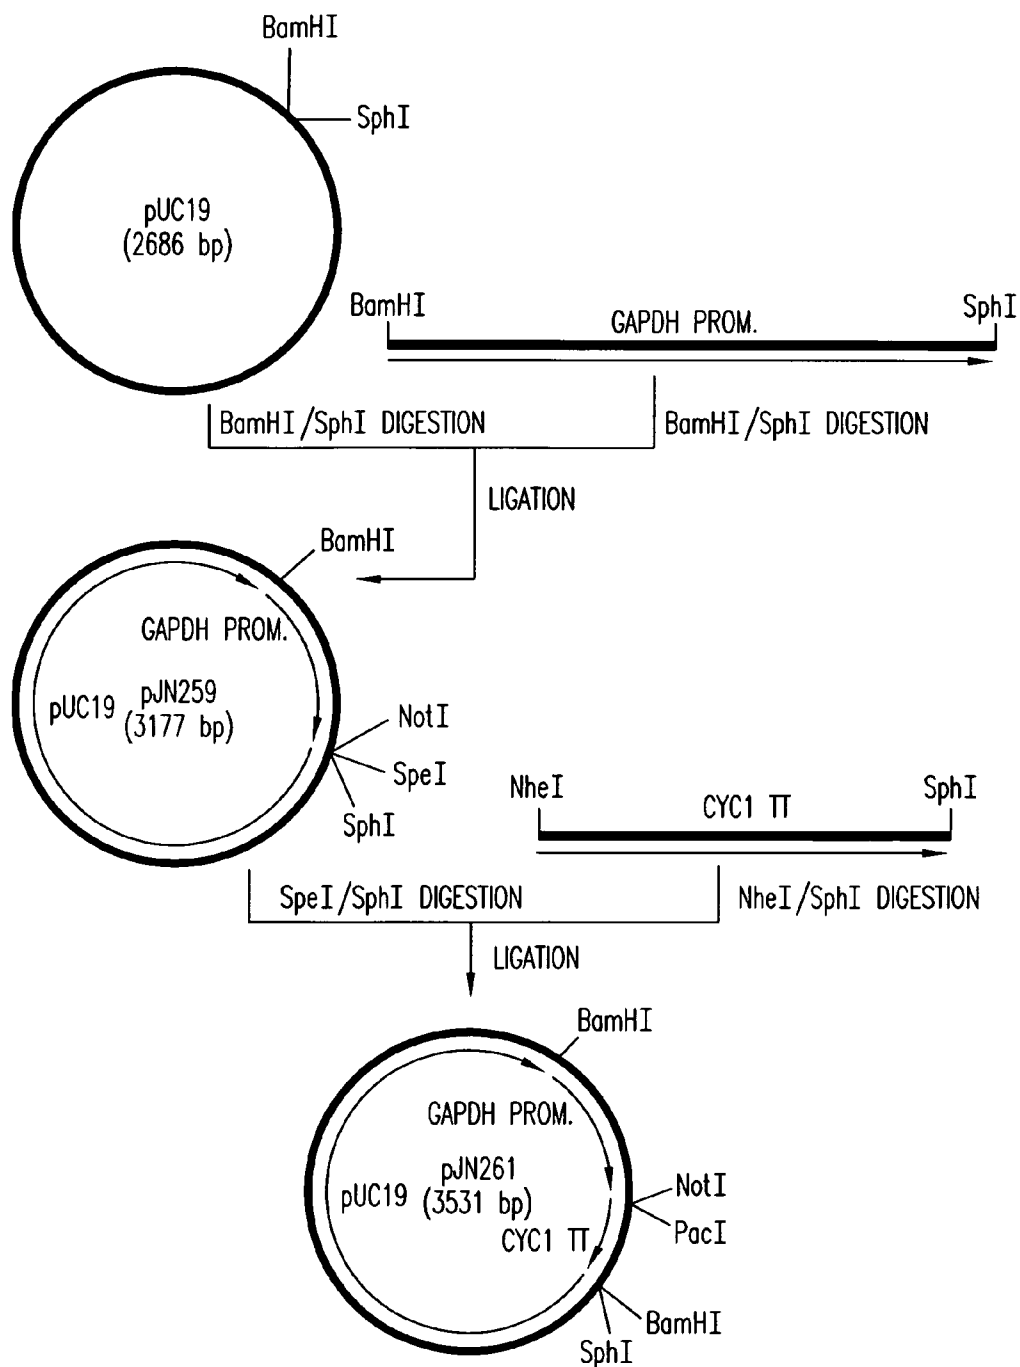 BamHI
SphI
pUC19
(2686 bp)
BamHI
GAPDH PROM.
SphI
BamHI/SphI DIGESTION
BamHI/SphI DIGESTION
LIGATION
BamHI
GAPDH PROM.
pUC19
pJN259
(3177 bp)
NotI
SpeI
SphI
NheI
CYC1 TT
SphI
SpeI/SphI DIGESTION
NheI/SphI DIGESTION
LIGATION
BamHI
GAPDH PROM.
pUC19
pJN261
(3531 bp)
CYC1 TT
NotI
PacI
BamHI
SphI